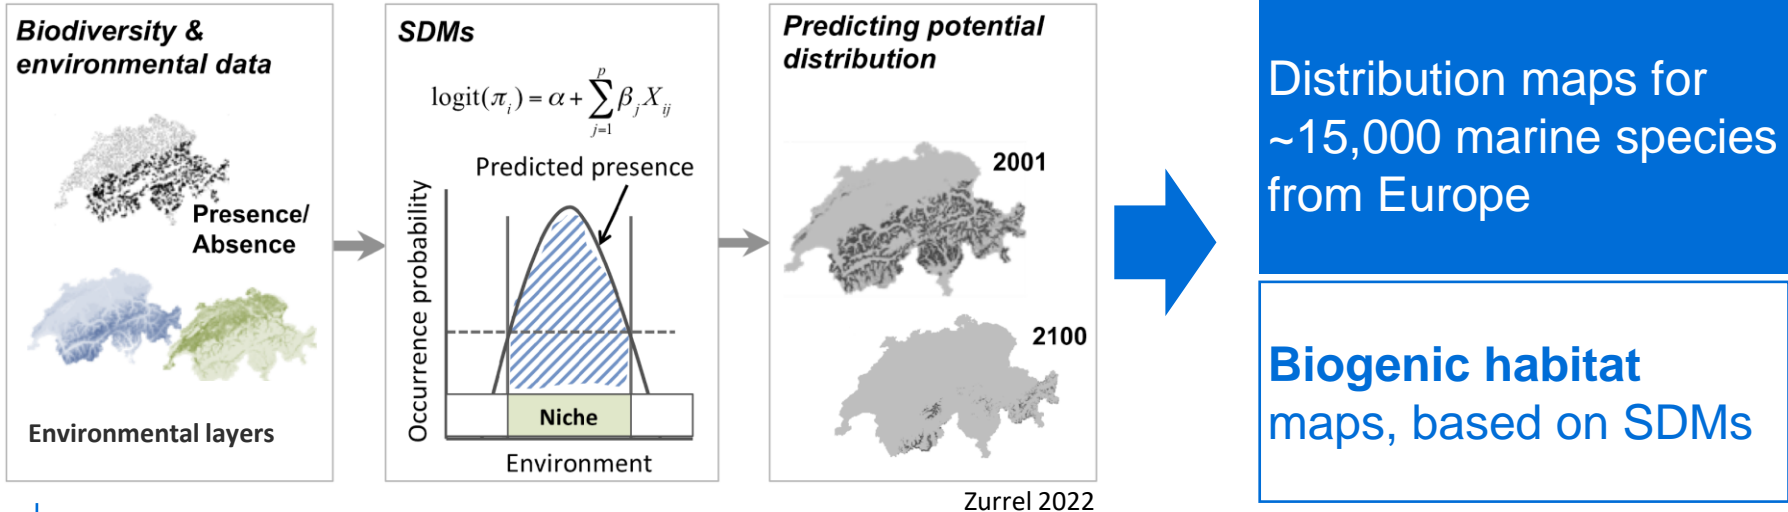 Biodiversity &
environmental data
Presence/
Absence
Environmental layers
SDMs
logit(π_i) = α + ∑_{j=1}^{p} β_j X_{ij}
Predicted presence
Occurrence probability
Niche
Environment
Predicting potential
distribution
2001
2100
Zurrel 2022
Distribution maps for
~15,000 marine species
from Europe
Biogenic habitat
maps, based on SDMs